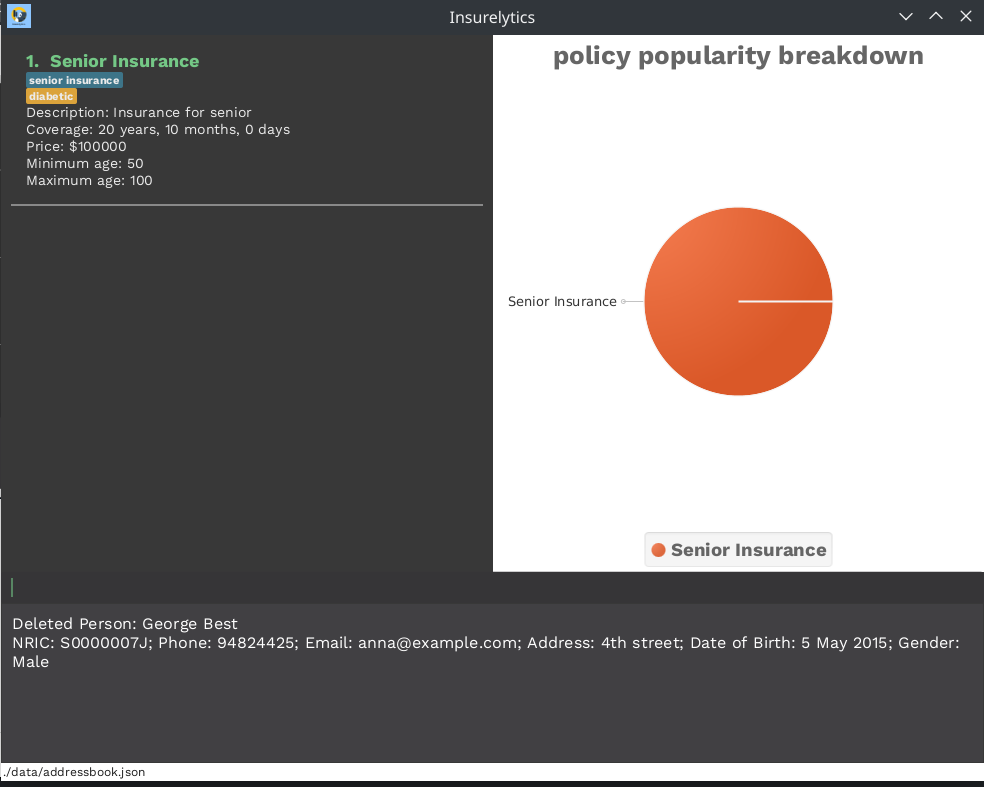 Insurelytics
1. Senior Insurance
senior insurance
diabetic
Description: Insurance for senior
Coverage: 20 years, 10 months, 0 days
Price: $100000
Minimum age: 50
Maximum age: 100
policy popularity breakdown
Senior Insurance
Senior Insurance
Deleted Person: George Best
NRIC: S0000007J; Phone: 94824425; Email: anna@example.com; Address: 4th street; Date of Birth: 5 May 2015; Gender:
Male
./data/addressbook.json